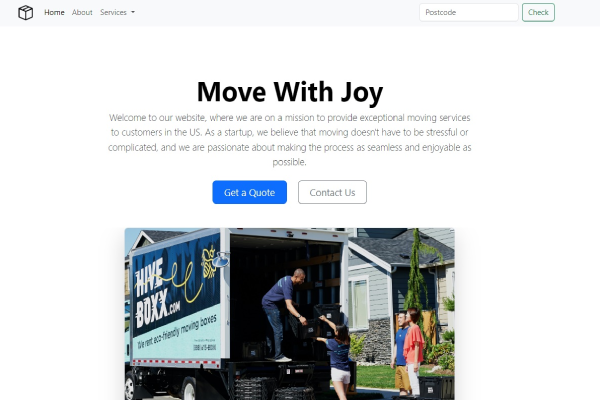 Home About Services
Postcode Check
Move With Joy
Welcome to our website, where we are on a mission to provide exceptional moving services
to customers in the US. As a startup, we believe that moving doesn't have to be stressful or
complicated, and we are passionate about making the process as seamless and enjoyable as
possible.
Get a Quote Contact Us
HIVE
BOXX.COM
We rent eco-friendly moving boxes